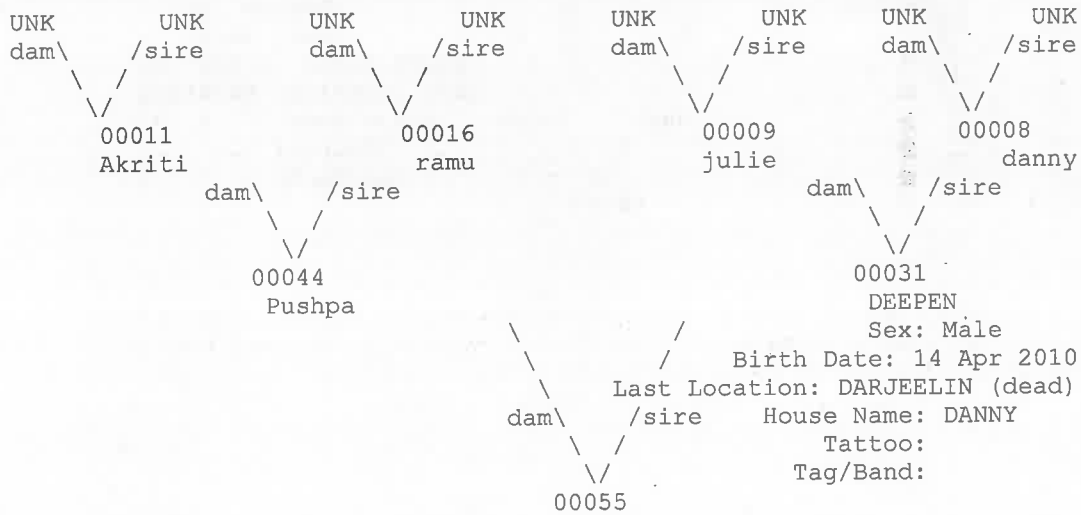 UNK UNK UNK UNK UNK UNK UNK UNK
dam\ /sire dam\ /sire dam\ /sire dam\ /sire
\ / \ / \ / \ /
\/ \/ \/ \/
00011 00016 00009 00008
Akriti ramu julie danny
dam\ /sire dam\ /sire
\ / \ /
\/ \/
00044 00031
Pushpa DEEPEN
\ / Sex: Male
\ / Birth Date: 14 Apr 2010
\ / Last Location: DARJEELIN (dead)
dam\ /sire House Name: DANNY
\ / Tattoo:
\/ Tag/Band:
00055